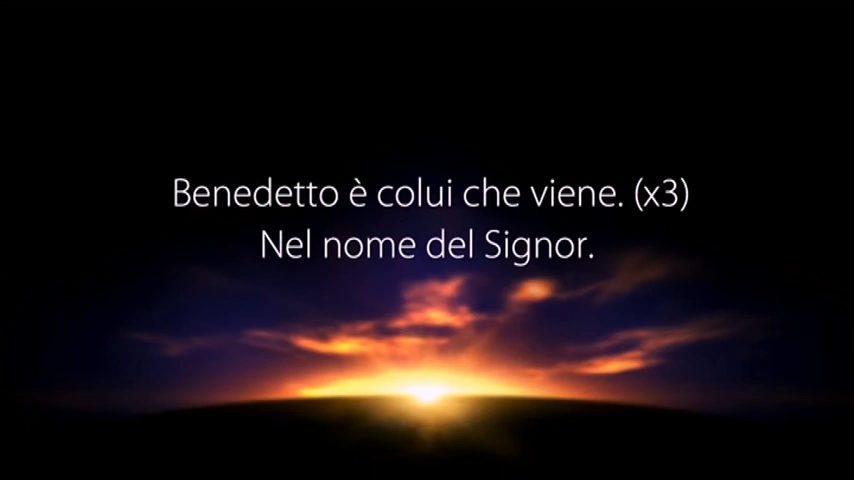 Benedetto è colui che viene. (x3)
Nel nome del Signor.